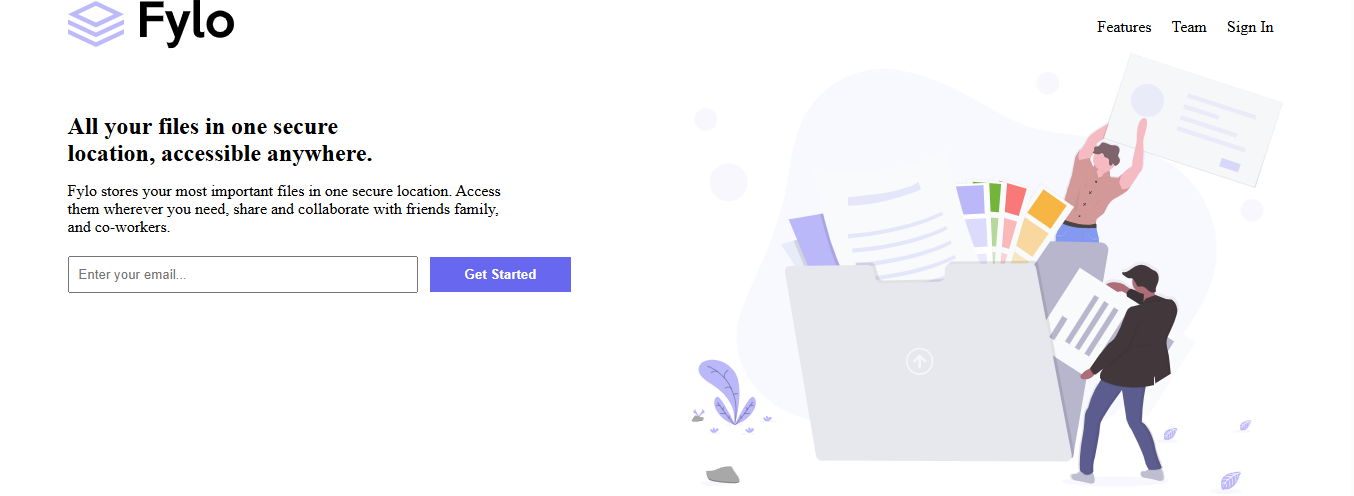 Fylo
Features Team Sign In
All your files in one secure
location, accessible anywhere.
Fylo stores your most important files in one secure location. Access
them wherever you need, share and collaborate with friends family,
and co-workers.
Enter your email...
Get Started